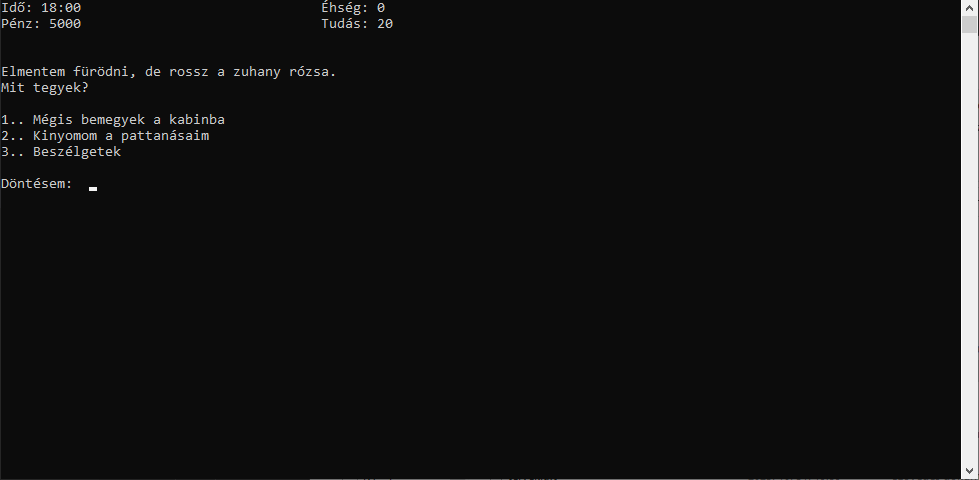 Idő: 18:00 Éhség: 0
Pénz: 5000 Tudás: 20
Elmentem fürödni, de rossz a zuhany rózsa.
Mit tegyek?
1.. Mégis bemegyek a kabinba
2.. Kinyomom a pattanásaim
3.. Beszélgetek
Döntésem: